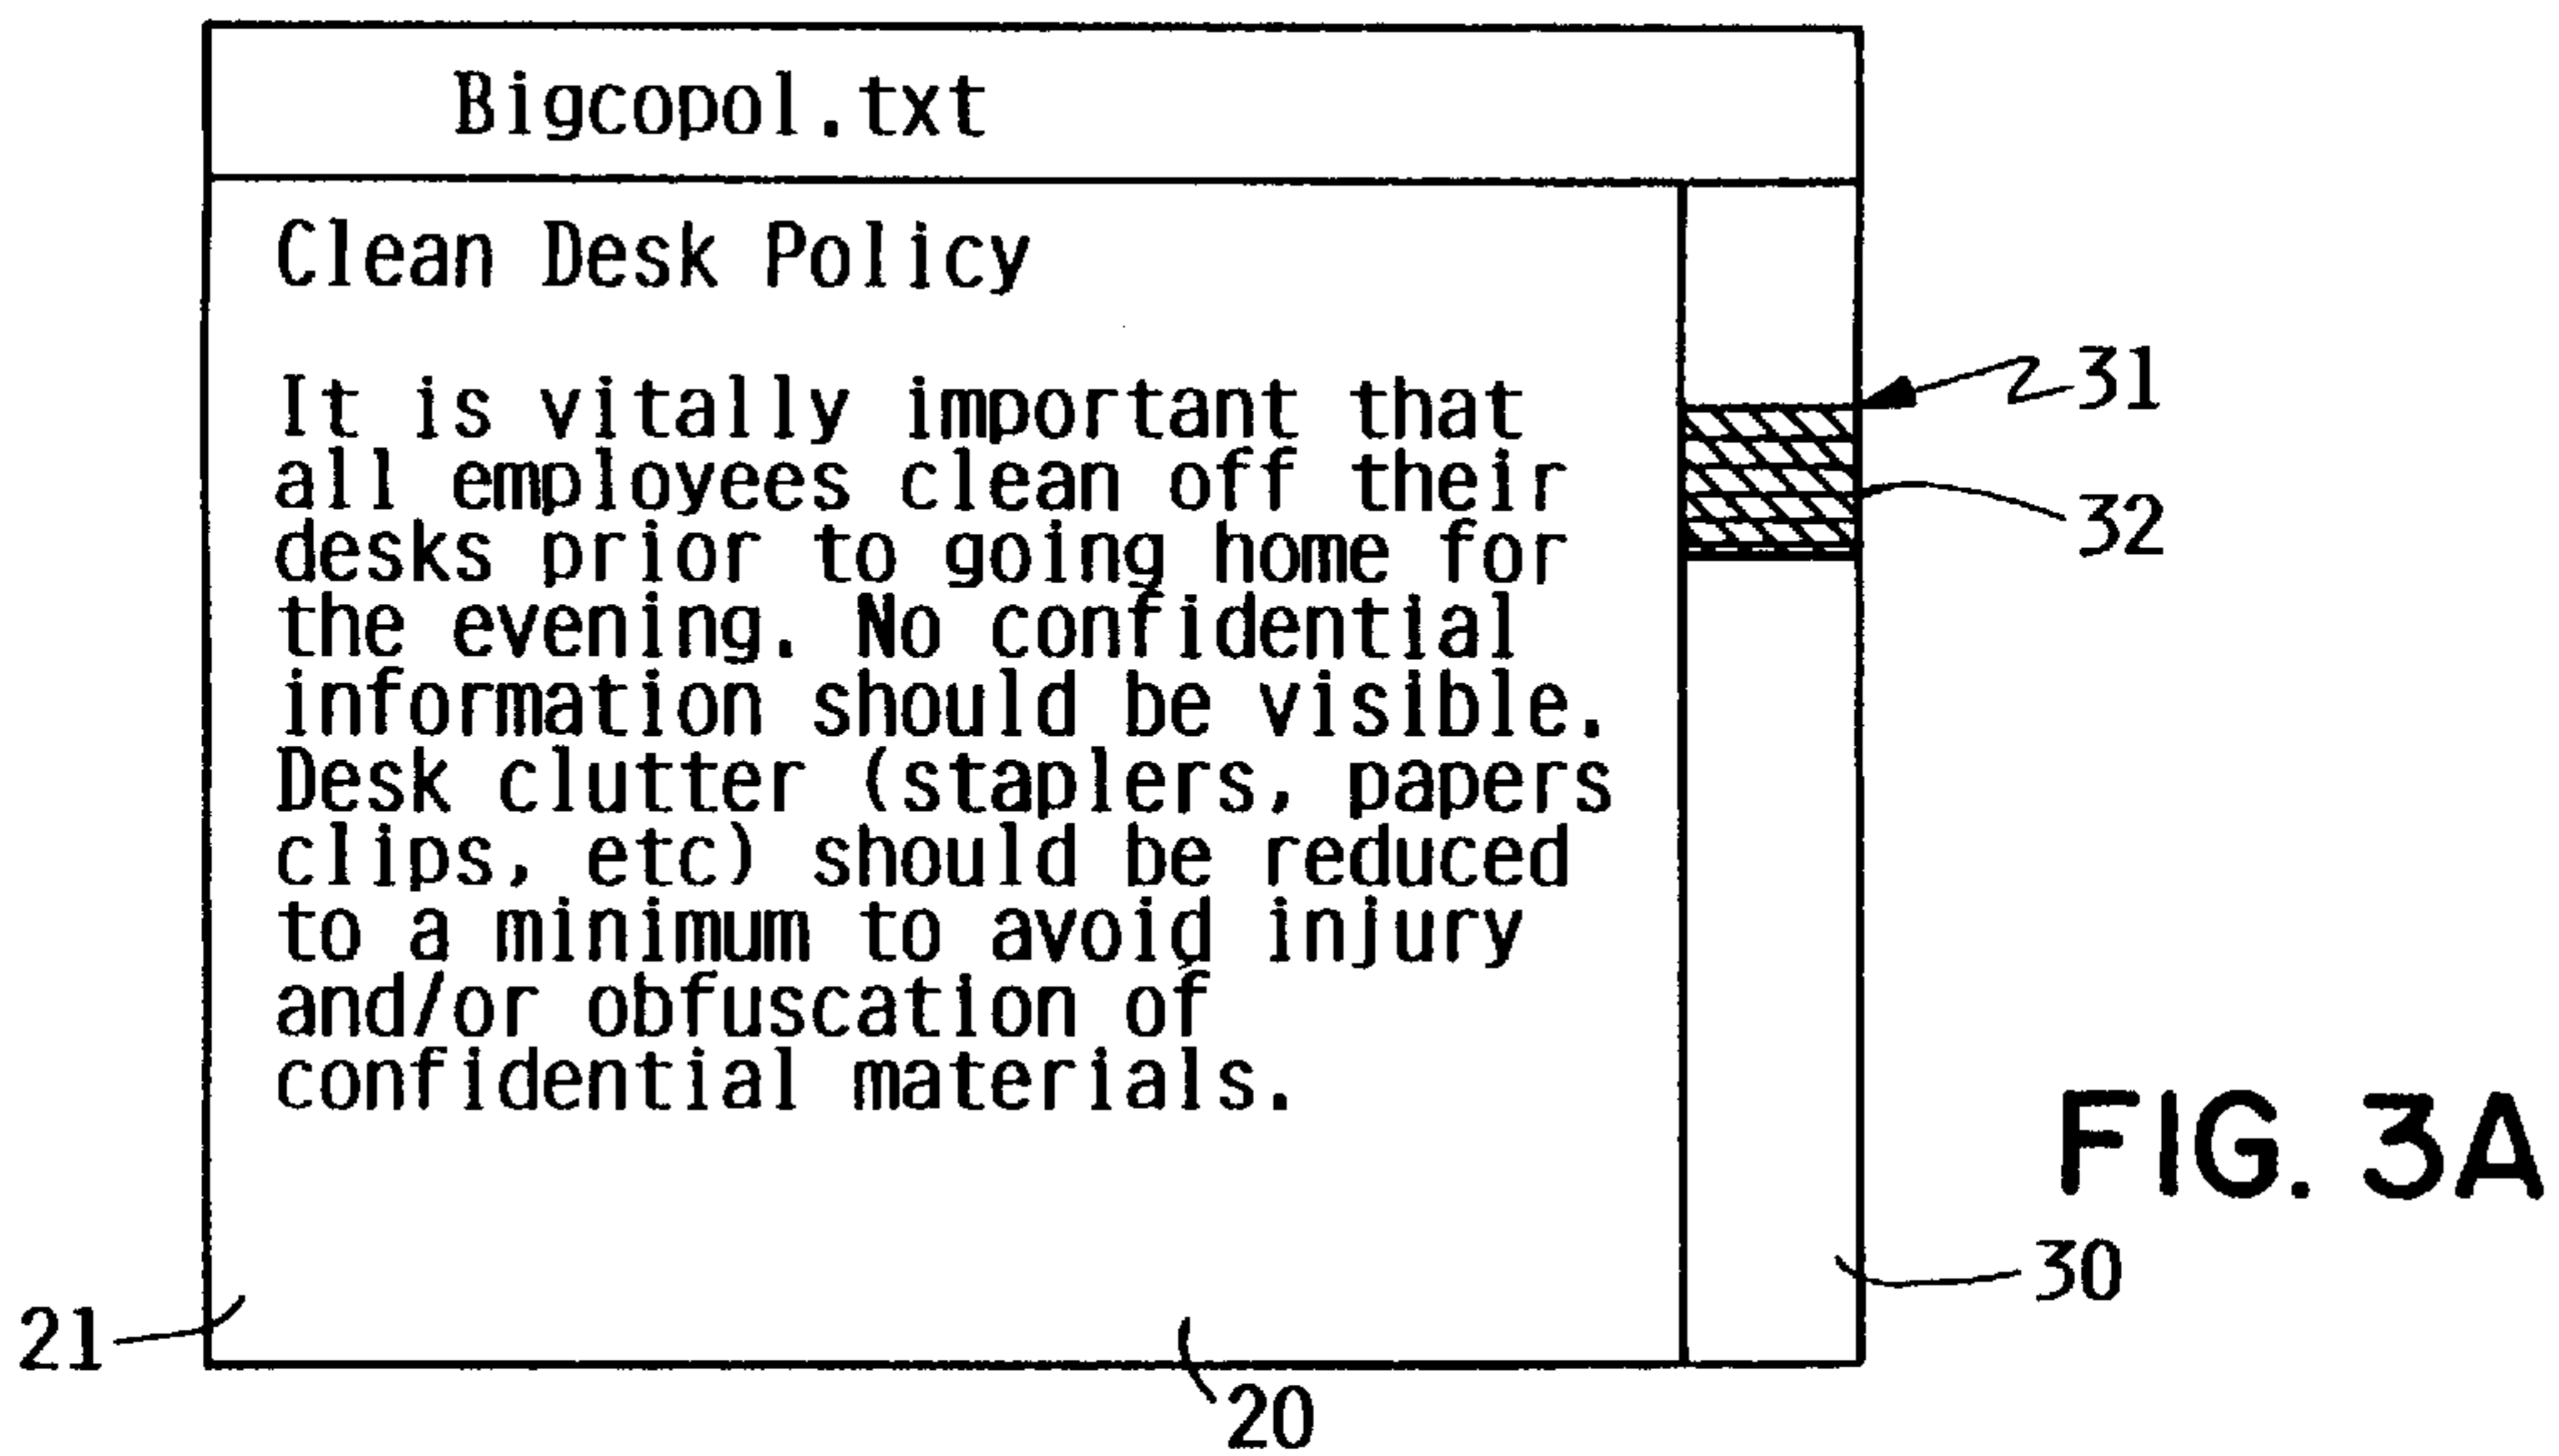 Bigcopol.txt
Clean Desk Policy
It is vitally important that
all employees clean off their
desks prior to going home for
the evening. No confidential
information should be visible.
Desk clutter (staplers, papers
clips, etc) should be reduced
to a minimum to avoid injury
and/or obfuscation of
confidential materials.
31
32
FIG. 3A
30
21
20